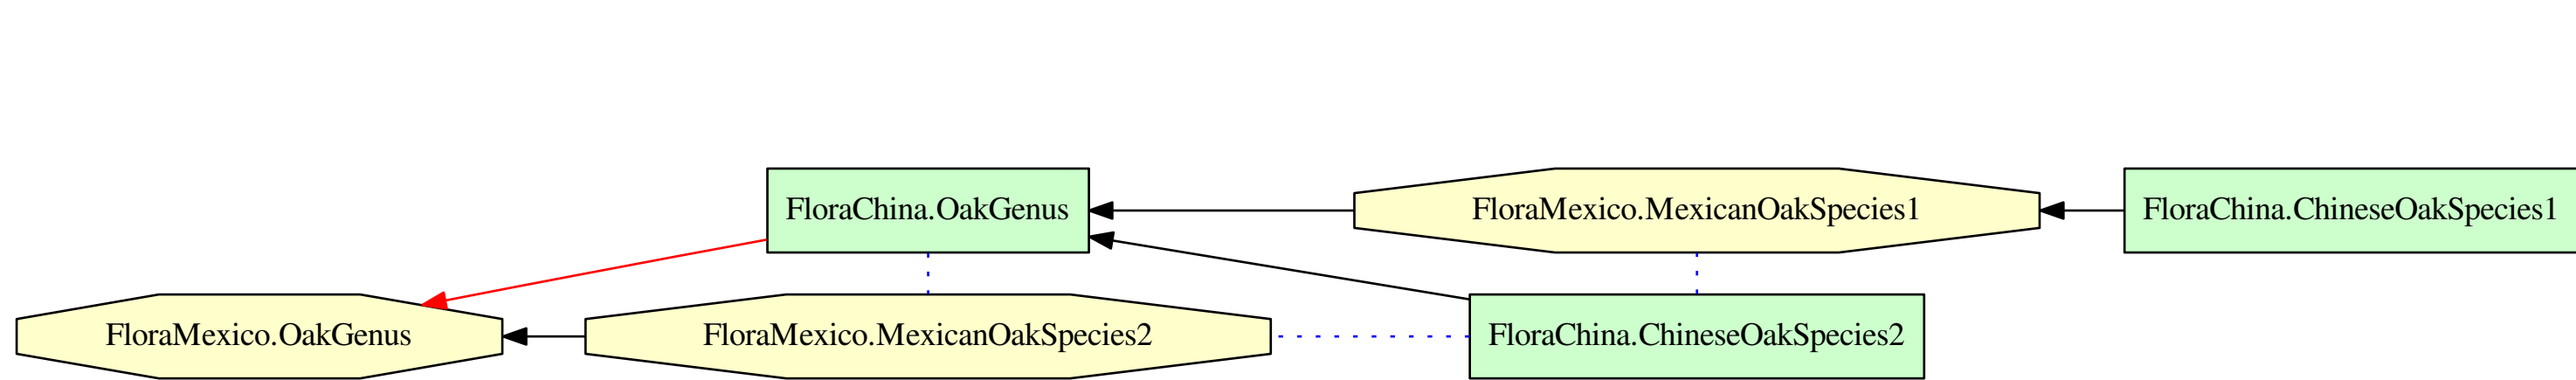 FloraChina.OakGenus
FloraMexico.MexicanOakSpecies1
FloraChina.ChineseOakSpecies1
FloraMexico.OakGenus
FloraMexico.MexicanOakSpecies2
FloraChina.ChineseOakSpecies2